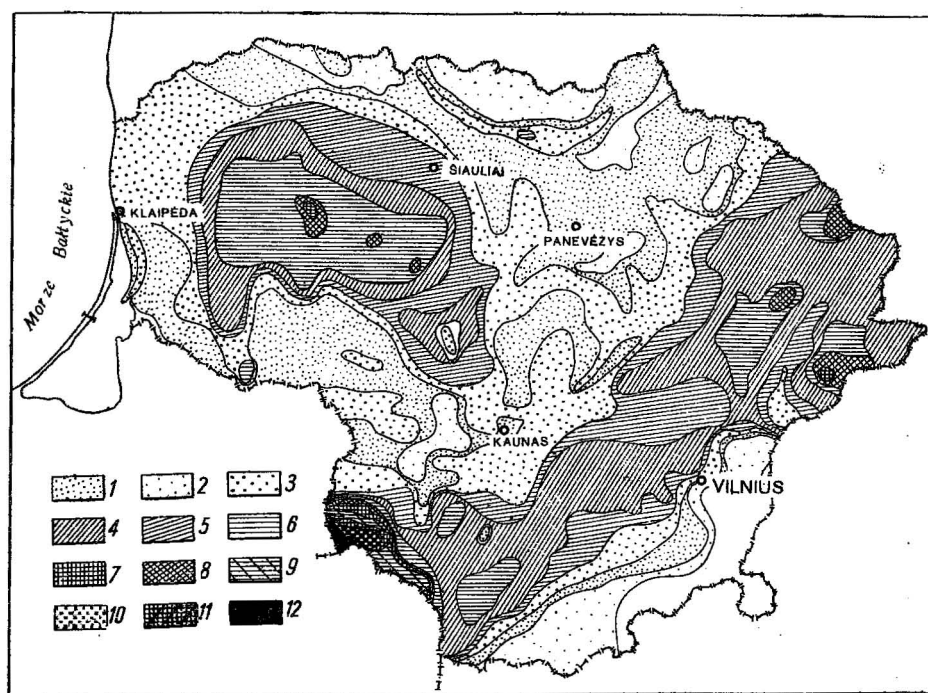 Morze Bałtyckie
KLAIPĖDA
ŠIAULIAI
PANEVĖŽYS
KAUNAS
VILNIUS
1 2 3
4 5 6
7 8 9
10 11 12